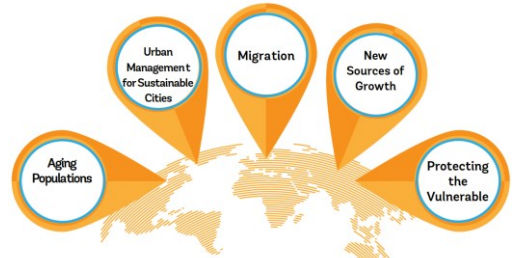 Aging
Populations
Urban
Management
for Sustainable
Cities
Migration
New
Sources of
Growth
Protecting
the
Vulnerable